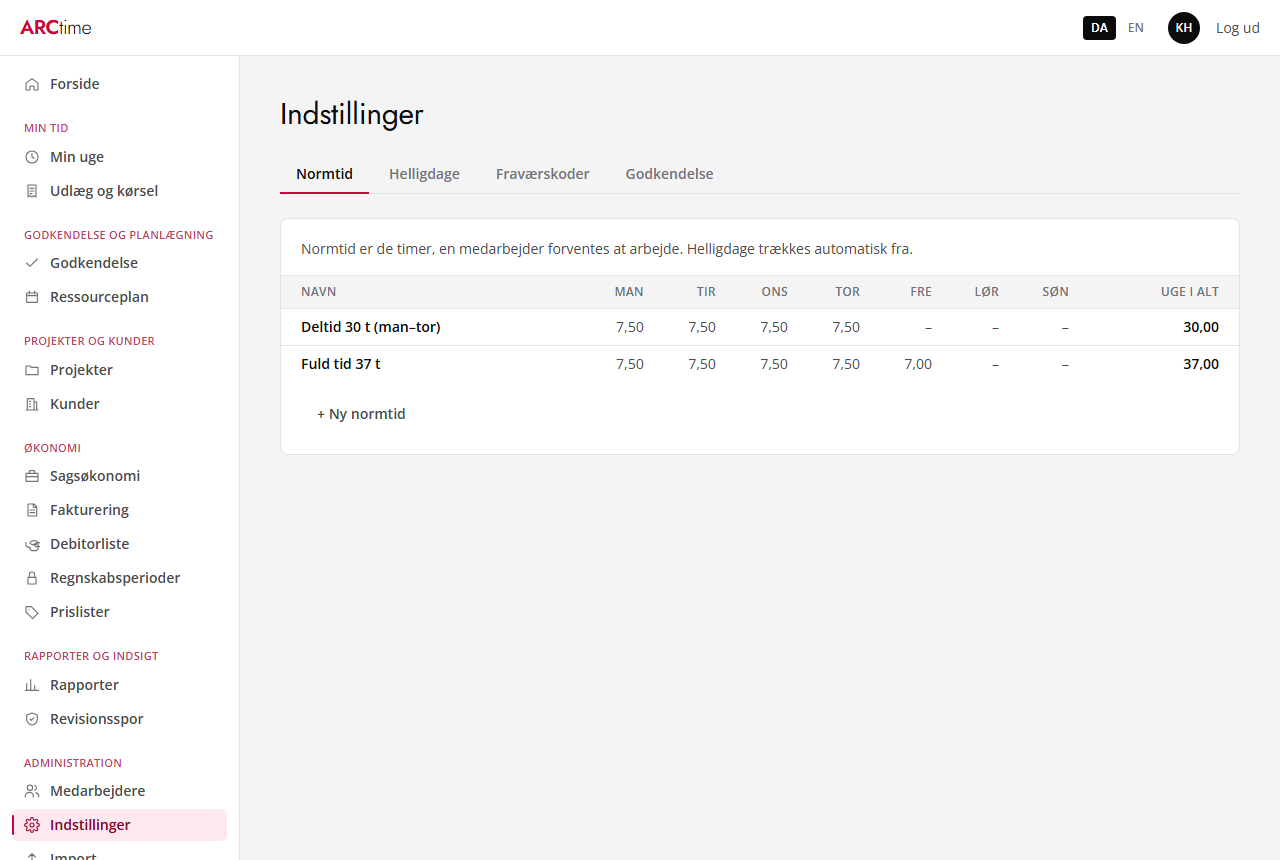 ARCtime
DA EN KH Log ud
Forside
MIN TID
Min uge
Udlæg og kørsel
GODKENDELSE OG PLANLÆGNING
Godkendelse
Ressourceplan
PROJEKTER OG KUNDER
Projekter
Kunder
ØKONOMI
Sagsøkonomi
Fakturering
Debitorliste
Regnskabsperioder
Prislister
RAPPORTER OG INDSIGT
Rapporter
Revisionsspor
ADMINISTRATION
Medarbejdere
Indstillinger
Import
Indstillinger
Normtid Helligdage Fraværskoder Godkendelse
Normtid er de timer, en medarbejder forventes at arbejde. Helligdage trækkes automatisk fra.
NAVN MAN TIR ONS TOR FRE LØR SØN UGE I ALT
Deltid 30 t (man–tor) 7,50 7,50 7,50 7,50 – – – 30,00
Fuld tid 37 t 7,50 7,50 7,50 7,50 7,00 – – 37,00
+ Ny normtid